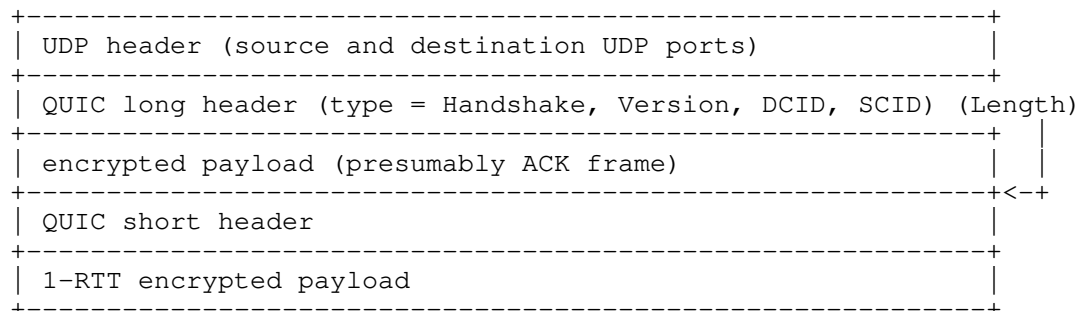 +------------------------------------------------------------+
| UDP header (source and destination UDP ports)              |
+------------------------------------------------------------+
| QUIC long header (type = Handshake, Version, DCID, SCID) (Length)
+------------------------------------------------------------+  |
| encrypted payload (presumably ACK frame)                   |  |
+------------------------------------------------------------+<-+
| QUIC short header                                          |
+------------------------------------------------------------+
| 1-RTT encrypted payload                                    |
+------------------------------------------------------------+